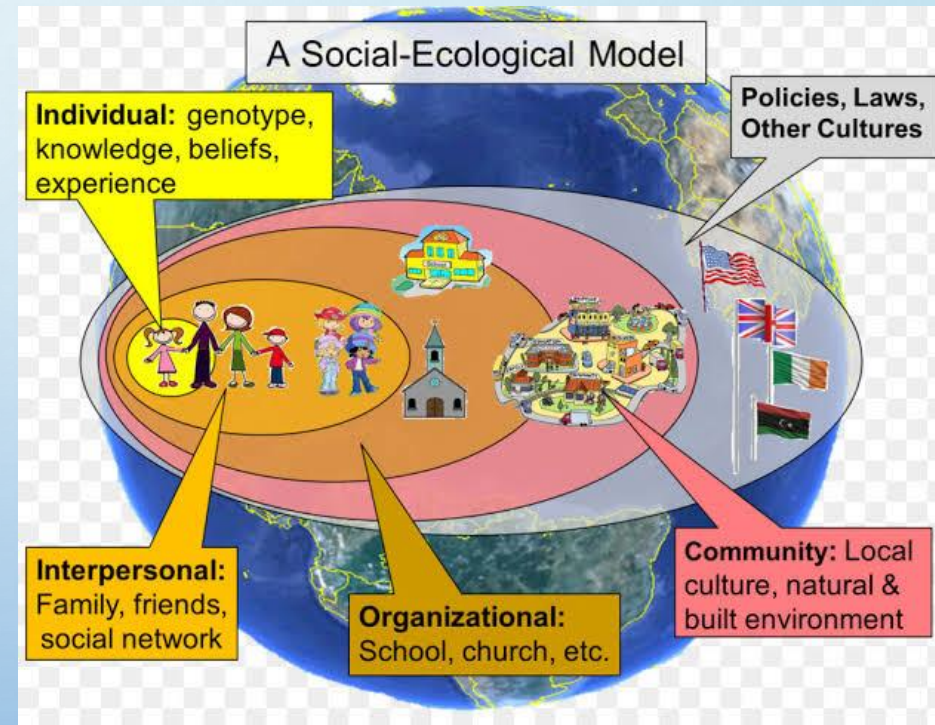 A Social-Ecological Model
Individual: genotype,
knowledge, beliefs,
experience
Policies, Laws,
Other Cultures
School
Interpersonal:
Family, friends,
social network
Organizational:
School, church, etc.
Community: Local
culture, natural &
built environment